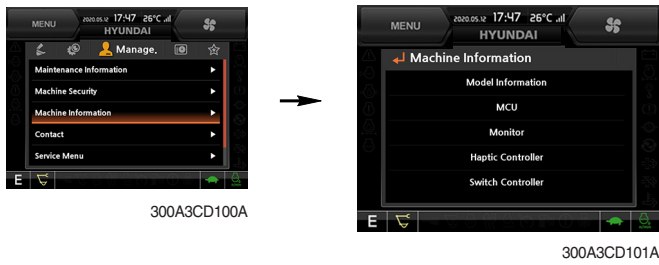 MENU
2020.05.12 17:47 26°C
HYUNDAI
Manage.
Maintenance Information
Machine Security
Machine Information
Contact
Service Menu
E
300A3CD100A
MENU
2020.05.12 17:47 26°C
HYUNDAI
Machine Information
Model Information
MCU
Monitor
Haptic Controller
Switch Controller
E
300A3CD101A